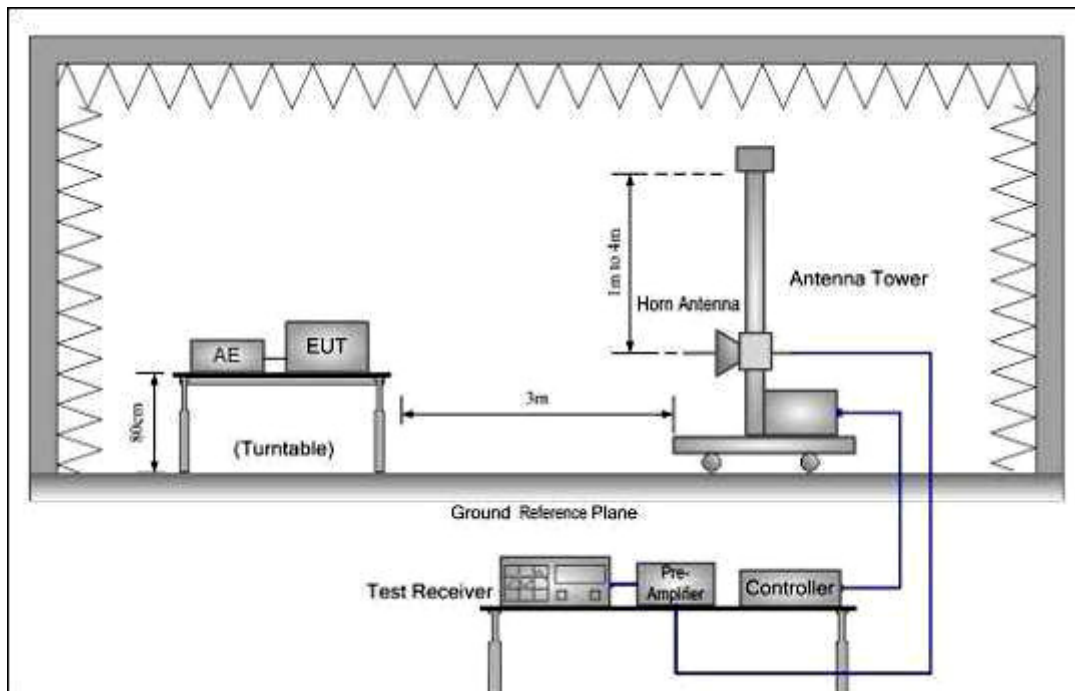 1m to 4m
Antenna Tower
Horn Antenna
AE
EUT
3m
80cm
(Turntable)
Ground Reference Plane
Test Receiver
Pre-
Amplifier
Controller